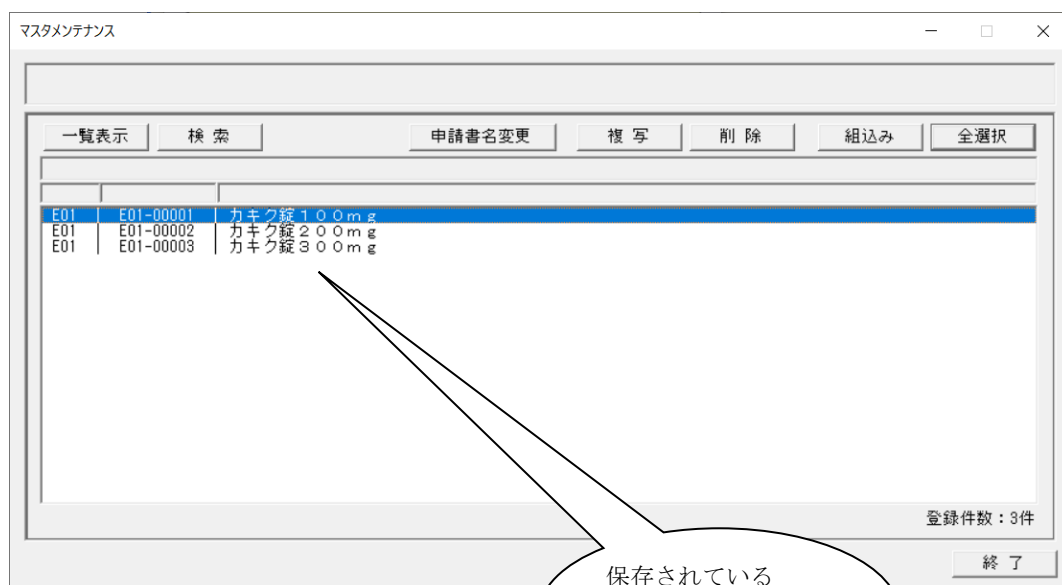 マスタメンテナンス
一覧表示 検 索 申請書名変更 複 写 削 除 組込み 全選択
E01 | E01-00001 | カキク錠１００ｍｇ
E01 | E01-00002 | カキク錠２００ｍｇ
E01 | E01-00003 | カキク錠３００ｍｇ
登録件数：3件
終 了
保存されている